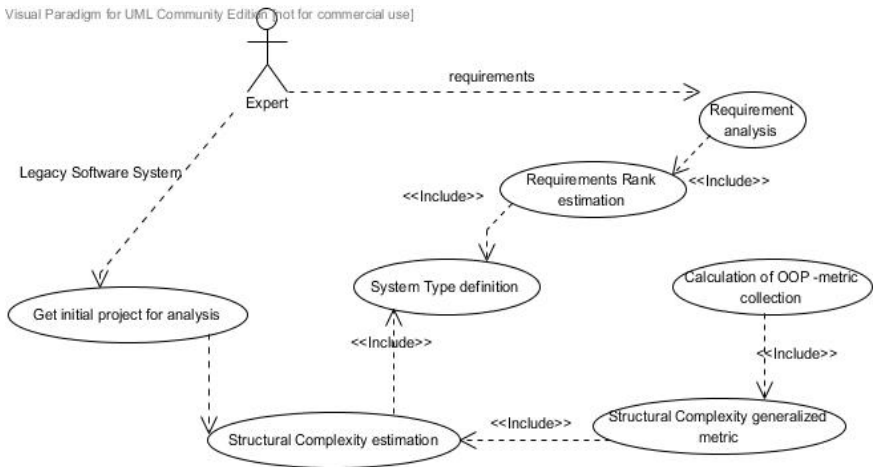 Visual Paradigm for UML Community Edition [not for commercial use]
Expert
requirements
Requirement
analysis
Legacy Software System
<<Include>>
Requirements Rank
estimation
<<Include>>
System Type definition
Calculation of OOP -metric
collection
Get initial project for analysis
<<Include>>
<<Include>>
Structural Complexity estimation
<<Include>>
Structural Complexity generalized
metric